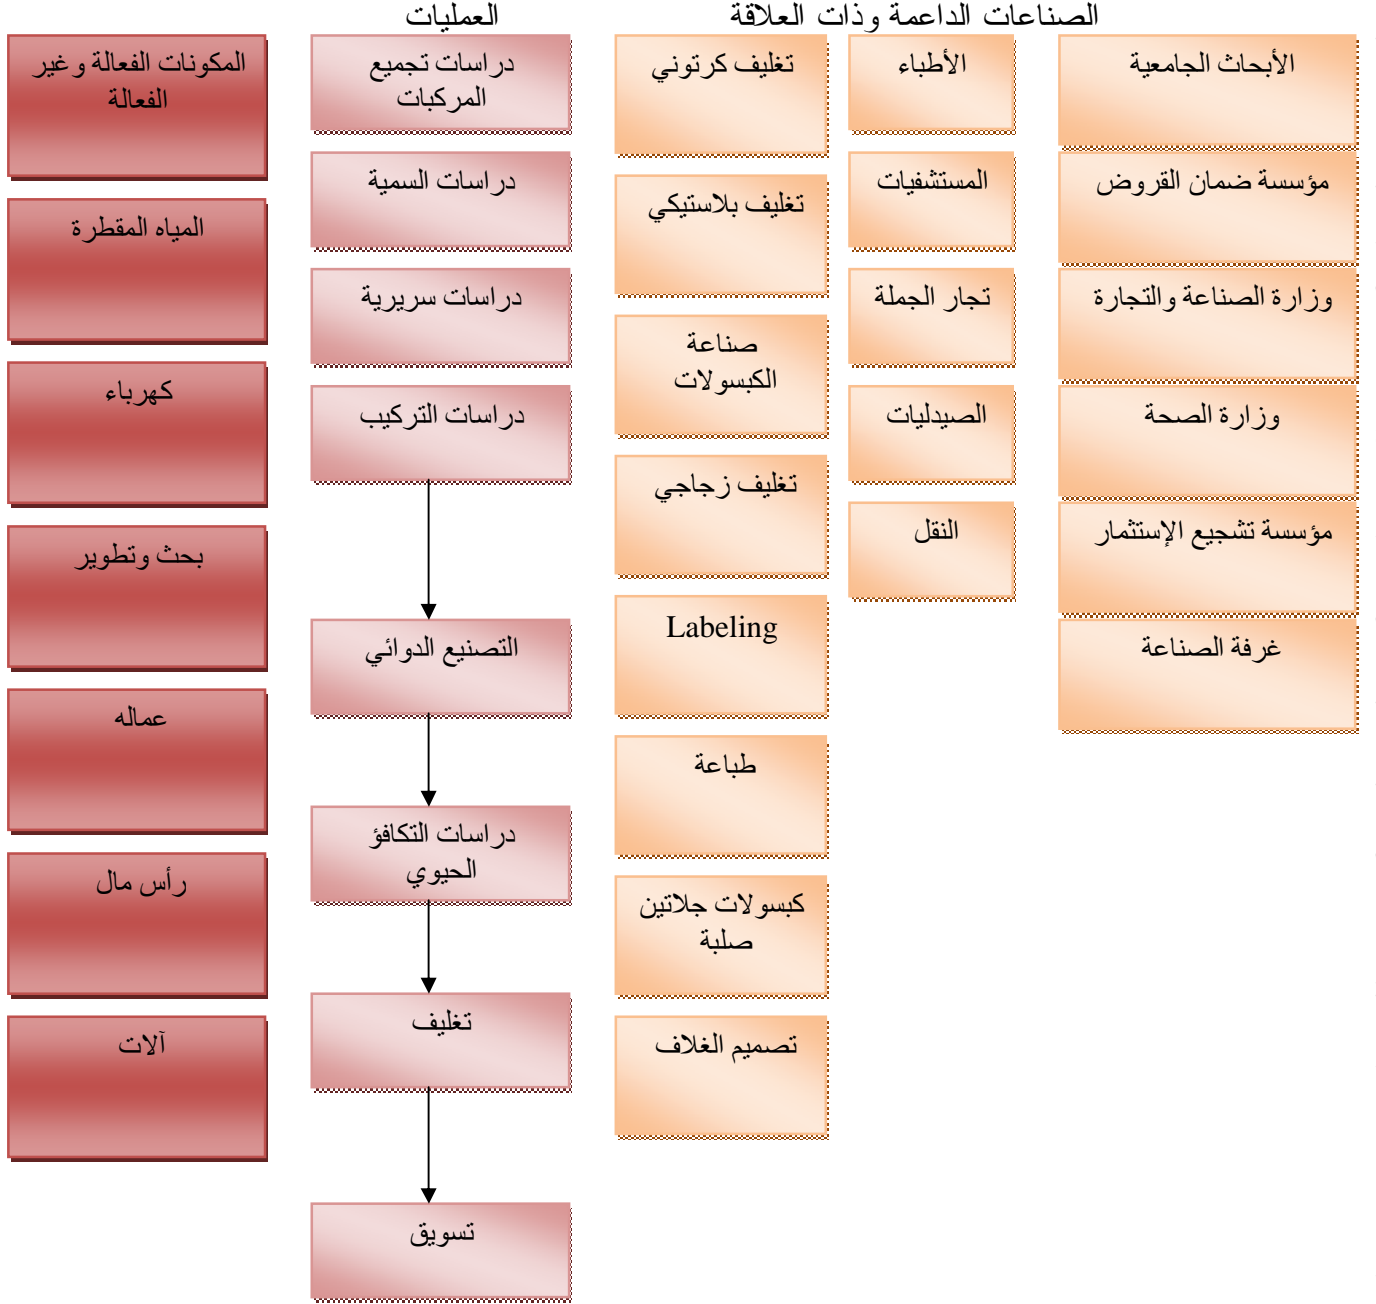 الصناعات الداعمة وذات العلاقة
العمليات
الأبحاث الجامعية
مؤسسة ضمان القروض
وزارة الصناعة والتجارة
وزارة الصحة
مؤسسة تشجيع الإستثمار
غرفة الصناعة
الأطباء
المستشفيات
تجار الجملة
الصيدليات
النقل
تغليف كرتوني
تغليف بلاستيكي
صناعة
الكبسولات
تغليف زجاجي
Labeling
طباعة
كبسولات جلاتين
صلبة
تصميم الغلاف
دراسات تجميع
المركبات
دراسات السمية
دراسات سريرية
دراسات التركيب
التصنيع الدوائي
دراسات التكافؤ
الحيوي
تغليف
تسويق
المكونات الفعالة وغير
الفعالة
المياه المقطرة
كهرباء
بحث وتطوير
عماله
رأس مال
آلات